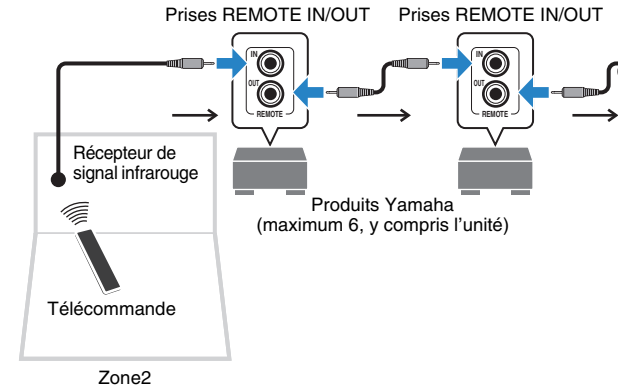 Prises REMOTE IN/OUT
Prises REMOTE IN/OUT
IN
OUT
REMOTE
IN
OUT
REMOTE
Récepteur de
signal infrarouge
Produits Yamaha
(maximum 6, y compris l’unité)
Télécommande
Zone2